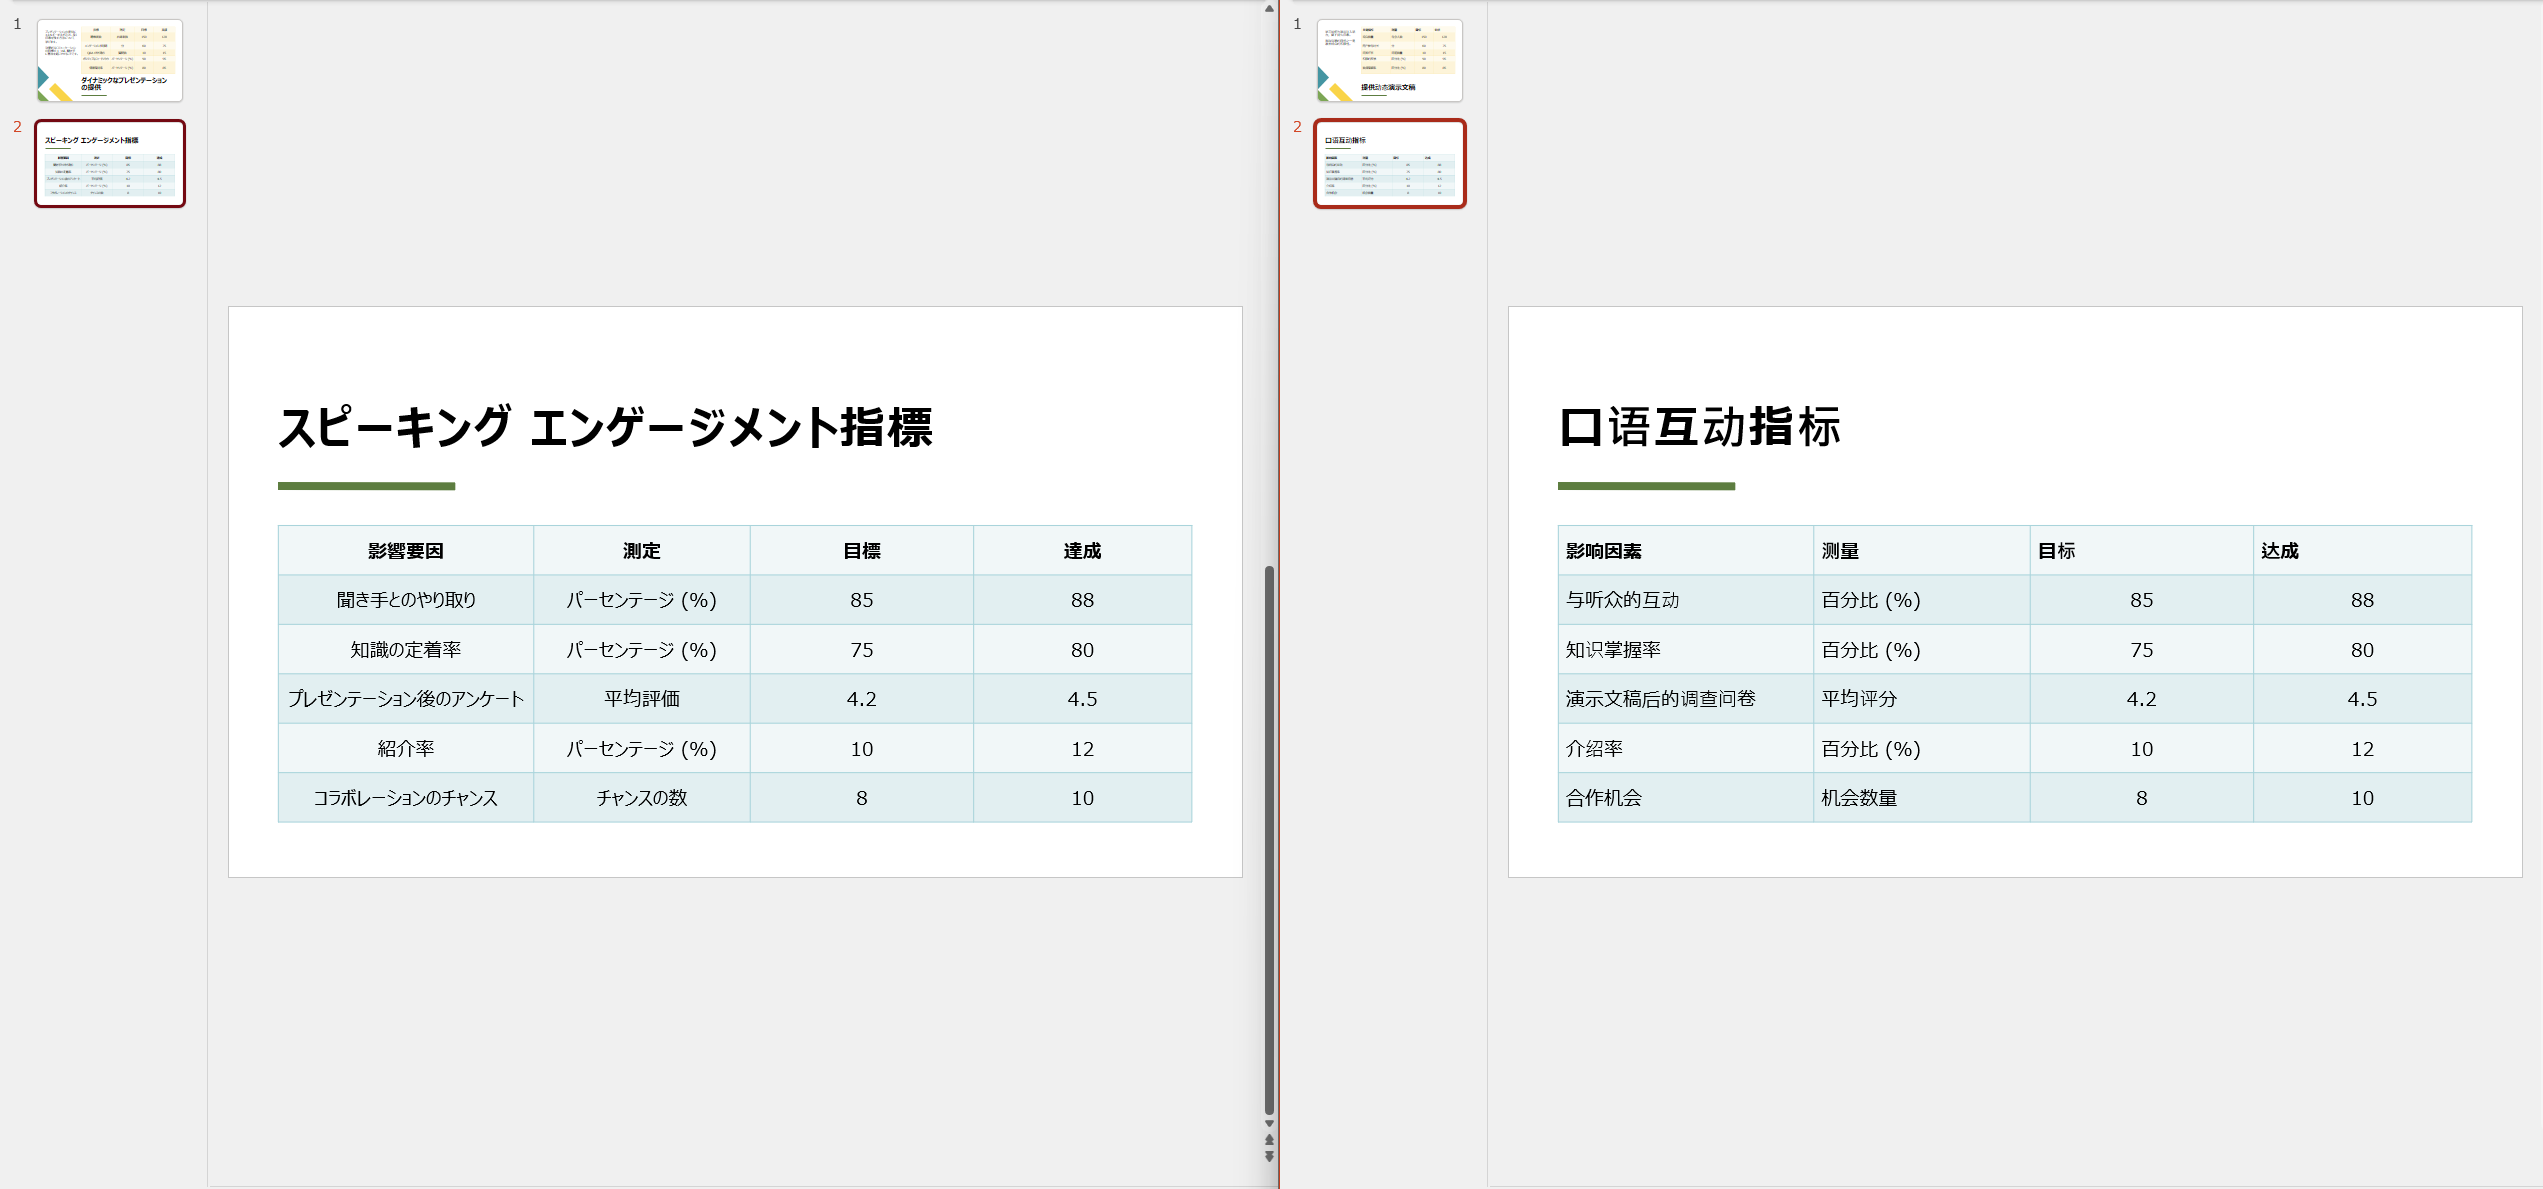 1
ダイナミックなプレゼンテーション
の提供
2
スピーキング エンゲージメント指標
スピーキング エンゲージメント指標
影響要因 測定 目標 達成
聞き手とのやり取り パーセンテージ (%) 85 88
知識の定着率 パーセンテージ (%) 75 80
プレゼンテーション後のアンケート 平均評価 4.2 4.5
紹介率 パーセンテージ (%) 10 12
コラボレーションのチャンス チャンスの数 8 10
1
提供动态演示文稿
2
口语互动指标
口语互动指标
影响因素 测量 目标 达成
与听众的互动 百分比 (%) 85 88
知识掌握率 百分比 (%) 75 80
演示文稿后的调查问卷 平均评分 4.2 4.5
介绍率 百分比 (%) 10 12
合作机会 机会数量 8 10